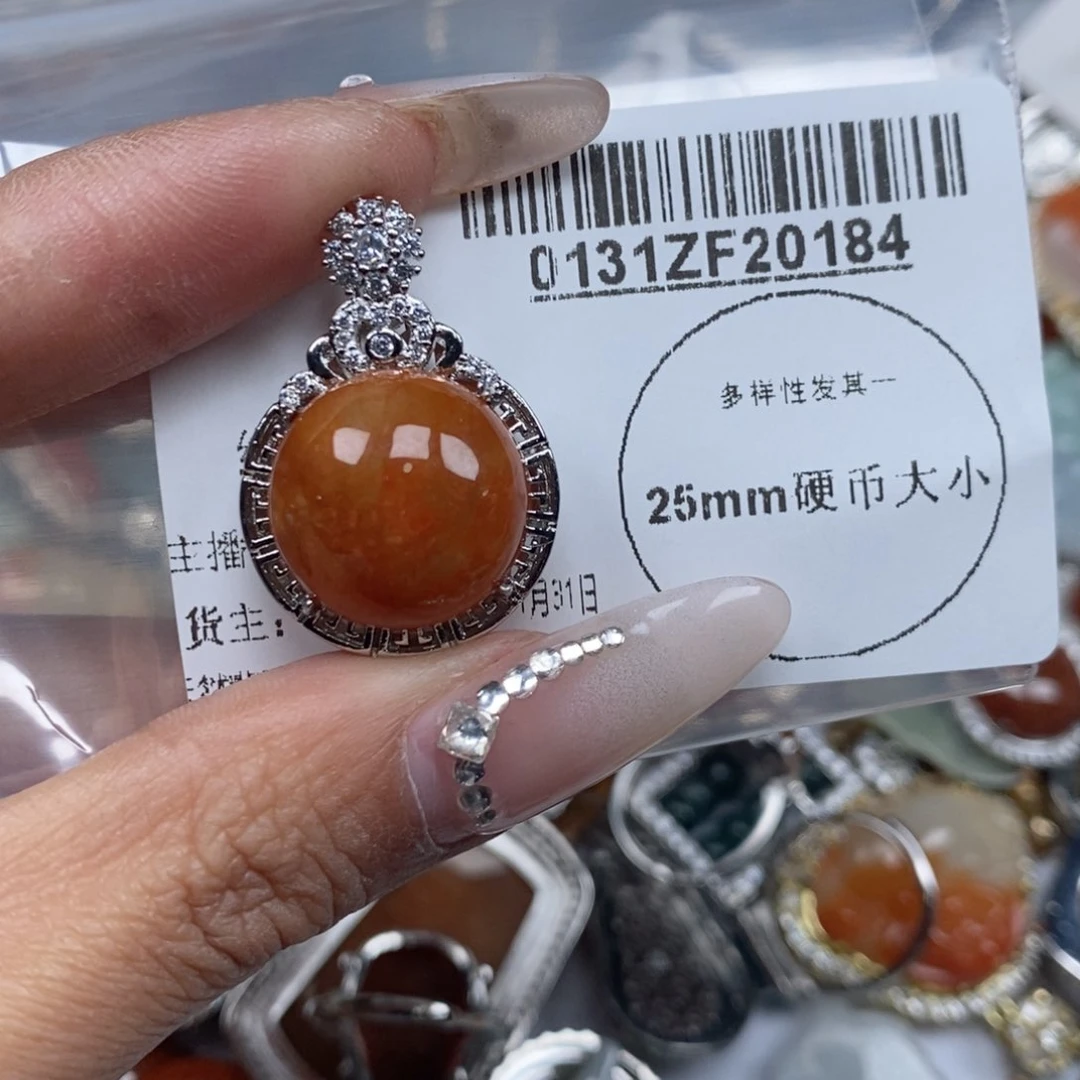 0131ZF20184
多样性发其一
25mm硬币大小
主播
月31日
货主：